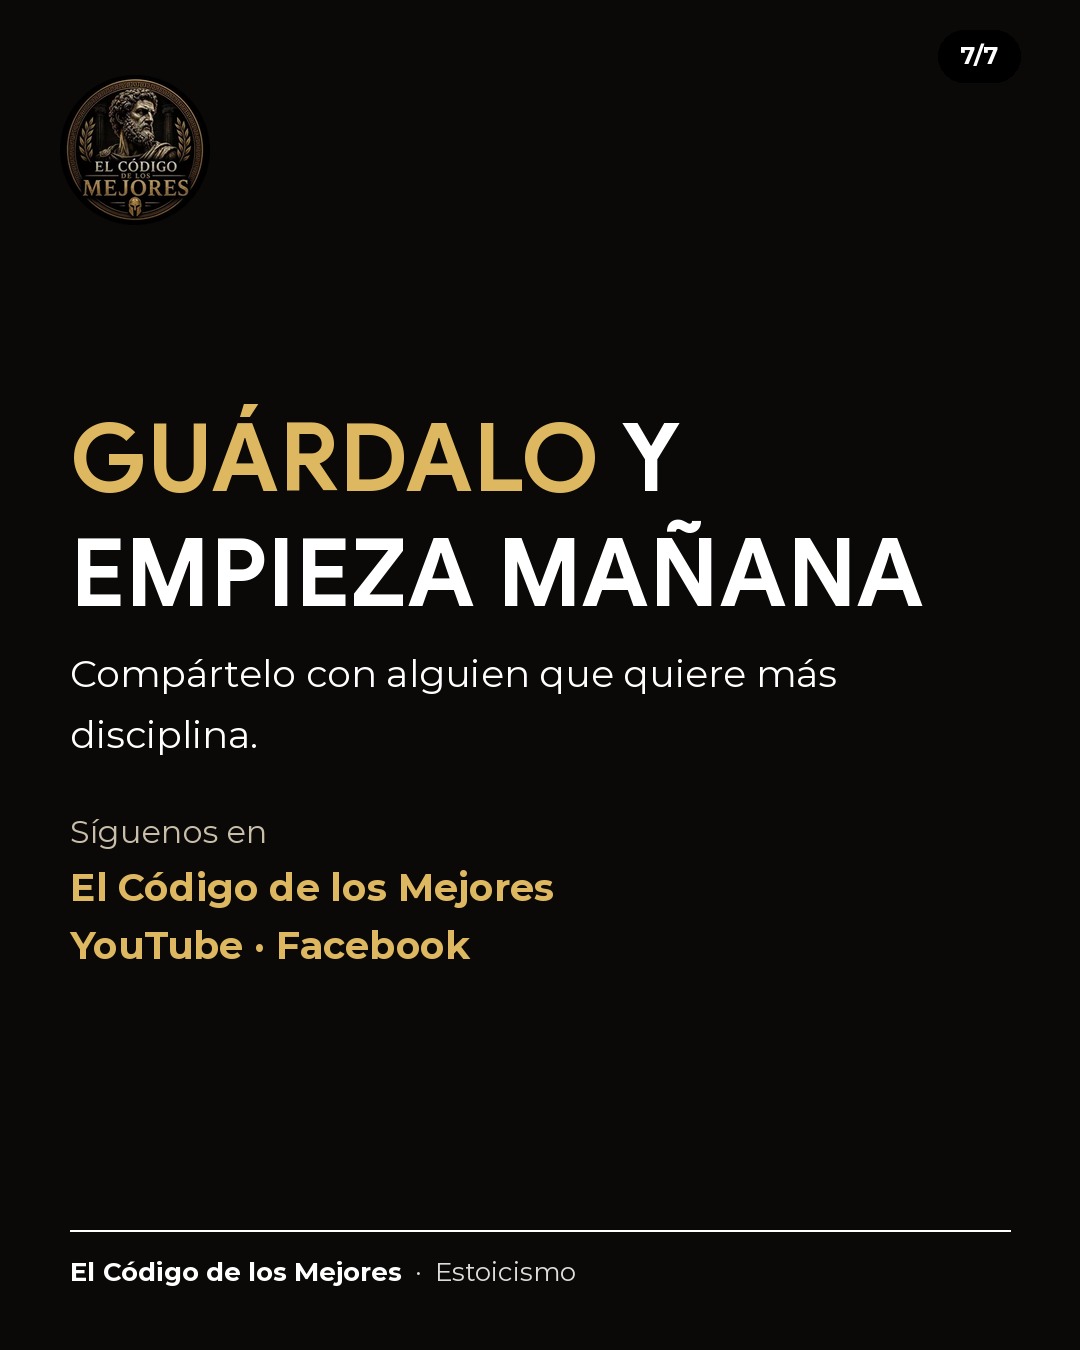 7/7
EL CÓDIGO
DE LOS
MEJORES
GUÁRDALO Y
EMPIEZA MAÑANA
Compártelo con alguien que quiere más
disciplina.
Síguenos en
El Código de los Mejores
YouTube · Facebook
El Código de los Mejores · Estoicismo